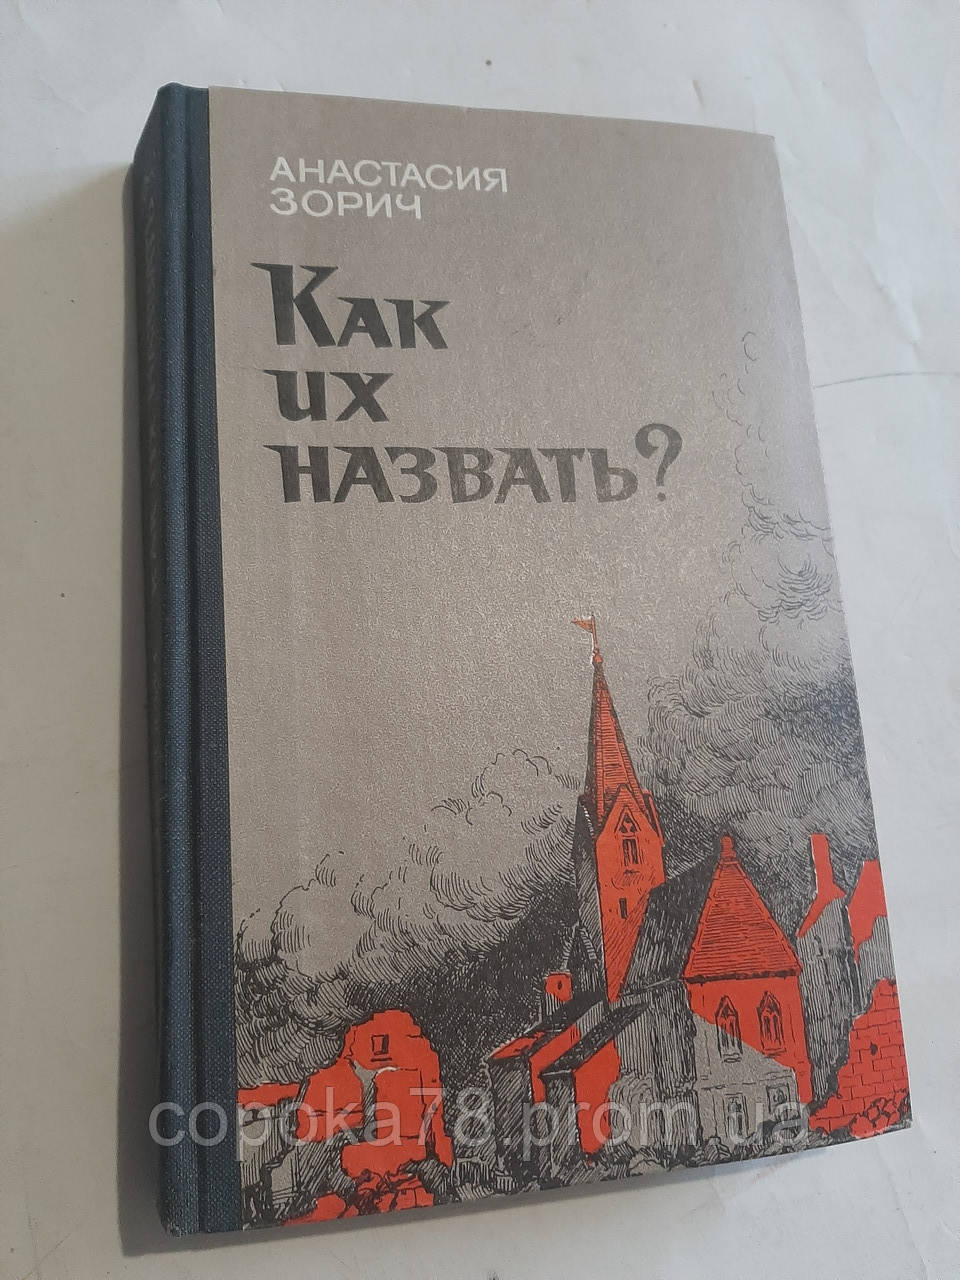 АНАСТАСИЯ
ЗОРИЧ
КАК
ИХ
НАЗВАТЬ?
copoka78.prom.ua